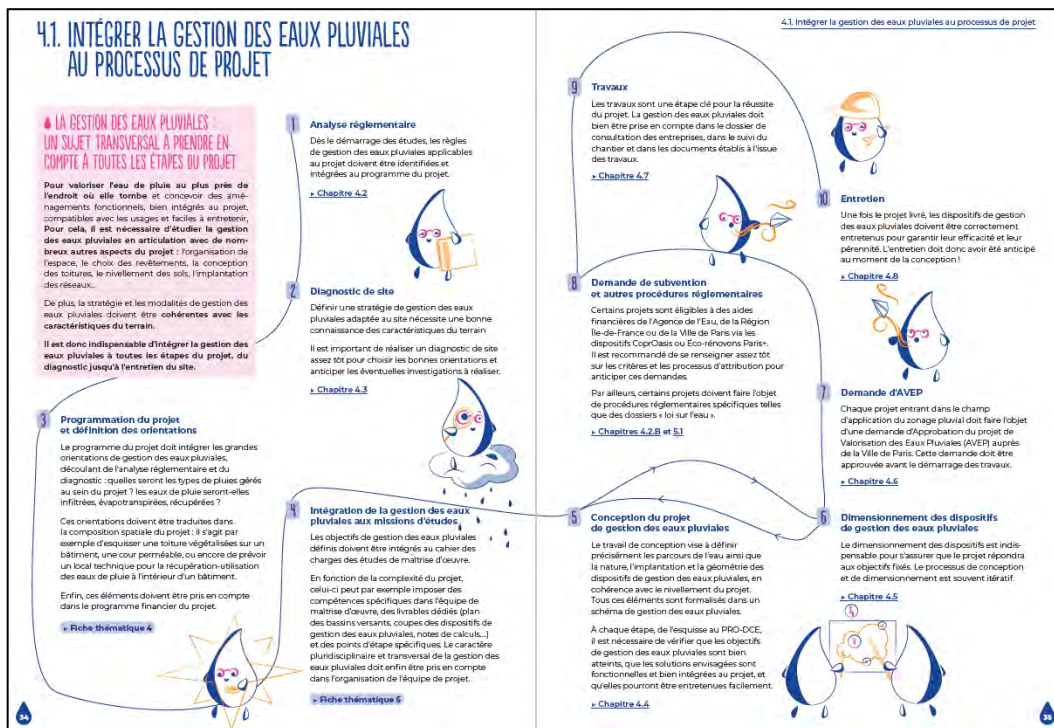 4.1. INTÉGRER LA GESTION DES EAUX PLUVIALES
AU PROCESSUS DE PROJET
LA GESTION DES EAUX PLUVIALES :
UN SUJET TRANSVERSAL À PRENDRE EN
COMPTE À TOUTES LES ÉTAPES DU PROJET
Pour valoriser l'eau de pluie au plus près de
l'endroit où elle tombe et concevoir des amé-
nagements fonctionnels, bien intégrés au projet,
compatibles avec les usages et faciles à entretenir,
Pour cela, il est nécessaire d'étudier la gestion
des eaux pluviales en articulation avec de nom-
breux autres aspects du projet : l'organisation de
l'espace, le choix des revêtements, la conception
des toitures, le nivellement des sols, l'implantation
des réseaux...
De plus, la stratégie et les modalités de gestion des
eaux pluviales doivent être cohérentes avec les
caractéristiques du terrain.
Il est donc indispensable d'intégrer la gestion des
eaux pluviales à toutes les étapes du projet, du
diagnostic jusqu'à l'entretien du site.
1 Analyse réglementaire
Dès le démarrage des études, les règles
de gestion des eaux pluviales applicables
au projet doivent être identifiées et
intégrées au programme du projet.
▸ Chapitre 4.2
2 Diagnostic de site
Définir une stratégie de gestion des eaux
pluviales adaptée au site nécessite une bonne
connaissance des caractéristiques du terrain
Il est important de réaliser un diagnostic de site
assez tôt pour choisir les bonnes orientations et
anticiper les éventuelles investigations à réaliser.
▸ Chapitre 4.3
3 Programmation du projet
et définition des orientations
Le programme du projet doit intégrer les grandes
orientations de gestion des eaux pluviales,
découlant de l'analyse réglementaire et du
diagnostic : quelles seront les types de pluies gérés
au sein du projet ? les eaux de pluie seront-elles
infiltrées, évapotranspirées, récupérées ?
Ces orientations doivent être traduites dans
la composition spatiale du projet : il s'agit par
exemple d'esquisser une toiture végétalisées sur un
bâtiment, une cour perméable, ou encore de prévoir
un local technique pour la récupération-utilisation
des eaux de pluie à l'intérieur d'un bâtiment.
Enfin, ces éléments doivent être pris en compte
dans le programme financier du projet.
▸ Fiche thématique 4
4 Intégration de la gestion des eaux
pluviales aux missions d'études
Les objectifs de gestion des eaux pluviales
définis doivent être intégrés au cahier des
charges des études de maîtrise d'œuvre.
En fonction de la complexité du projet,
celui-ci peut par exemple imposer des
compétences spécifiques dans l'équipe de
maîtrise d'œuvre, des livrables dédiés (plan
des bassins versants, coupes des dispositifs de
gestion des eaux pluviales, notes de calculs...)
et des points d'étape spécifiques. Le caractère
pluridisciplinaire et transversal de la gestion des
eaux pluviales doit enfin être pris en compte
dans l'organisation de l'équipe de projet.
▸ Fiche thématique 5
34
4.1. Intégrer la gestion des eaux pluviales au processus de projet
9 Travaux
Les travaux sont une étape clé pour la réussite
du projet. La gestion des eaux pluviales doit
bien être prise en compte dans le dossier de
consultation des entreprises, dans le suivi du
chantier et dans les documents établis à l'issue
des travaux.
▸ Chapitre 4.7
8 Demande de subvention
et autres procédures réglementaires
Certains projets sont éligibles à des aides
financières de l'Agence de l'Eau, de la Région
Île-de-France ou de la Ville de Paris via les
dispositifs CoprOasis ou Éco-rénovons Paris+.
Il est recommandé de se renseigner assez tôt
sur les critères et les processus d'attribution pour
anticiper ces demandes.
Par ailleurs, certains projets doivent faire l'objet
de procédures réglementaires spécifiques telles
que des dossiers « loi sur l'eau ».
▸ Chapitres 4.2.B et 5.1
5 Conception du projet
de gestion des eaux pluviales
Le travail de conception vise à définir
précisément les parcours de l'eau ainsi que
la nature, l'implantation et la géométrie des
dispositifs de gestion des eaux pluviales, en
cohérence avec le nivellement du projet.
Tous ces éléments sont formalisés dans un
schéma de gestion des eaux pluviales.
À chaque étape, de l'esquisse au PRO-DCE,
il est nécessaire de vérifier que les objectifs
de gestion des eaux pluviales sont bien
atteints, que les solutions envisagées sont
fonctionnelles et bien intégrées au projet, et
qu'elles pourront être entretenues facilement.
▸ Chapitre 4.4
10 Entretien
Une fois le projet livré, les dispositifs de gestion
des eaux pluviales doivent être correctement
entretenus pour garantir leur efficacité et leur
pérennité. L'entretien doit donc avoir été anticipé
au moment de la conception !
▸ Chapitre 4.8
7 Demande d'AVEP
Chaque projet entrant dans le champ
d'application du zonage pluvial doit faire l'objet
d'une demande d'Approbation du projet de
Valorisation des Eaux Pluviales (AVEP) auprès
de la Ville de Paris. Cette demande doit être
approuvée avant le démarrage des travaux.
▸ Chapitre 4.6
6 Dimensionnement des dispositifs
de gestion des eaux pluviales
Le dimensionnement des dispositifs est indis-
pensable pour s'assurer que le projet répondra
aux objectifs fixés. Le processus de conception
et de dimensionnement est souvent itératif.
▸ Chapitre 4.5
35